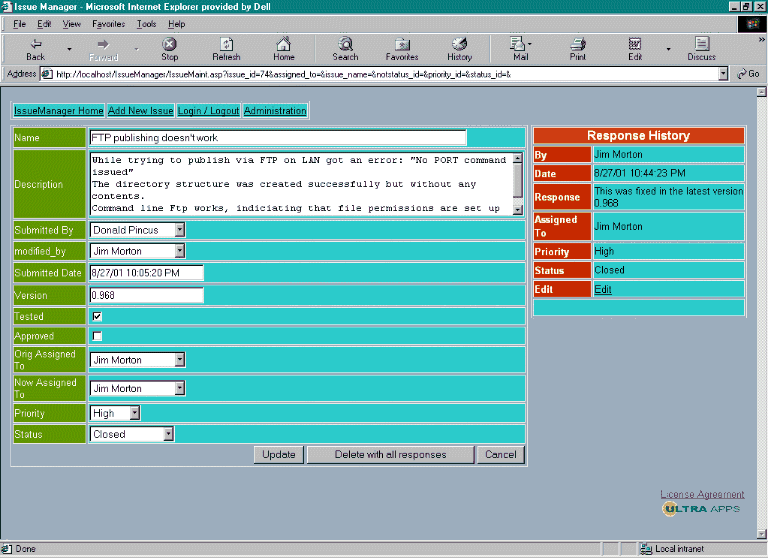 Issue Manager - Microsoft Internet Explorer provided by Dell
File Edit View Favorites Tools Help
Back Forward Stop Refresh Home Search Favorites History Mail Print Edit Discuss
Address http://localhost/IssueManager/IssueMaint.asp?issue_id=74&assigned_to=&issue_name=&notstatus_id=&priority_id=&status_id=& Go
IssueManager Home Add New Issue Login / Logout Administration
Name FTP publishing doesn't work
Description
While trying to publish via FTP on LAN got an error: "No PORT command
issued"
The directory structure was created successfully but without any
contents.
Command line Ftp works, indiciating that file permissions are set up
Submitted By Donald Pincus
modified_by Jim Morton
Submitted Date 8/27/01 10:05:20 PM
Version 0.968
Tested
Approved
Orig Assigned
To Jim Morton
Now Assigned
To Jim Morton
Priority High
Status Closed
Update Delete with all responses Cancel
Response History
By Jim Morton
Date 8/27/01 10:44:23 PM
Response This was fixed in the latest version
0.968
Assigned
To Jim Morton
Priority High
Status Closed
Edit Edit
License Agreement
ULTRA APPS
Done Local intranet